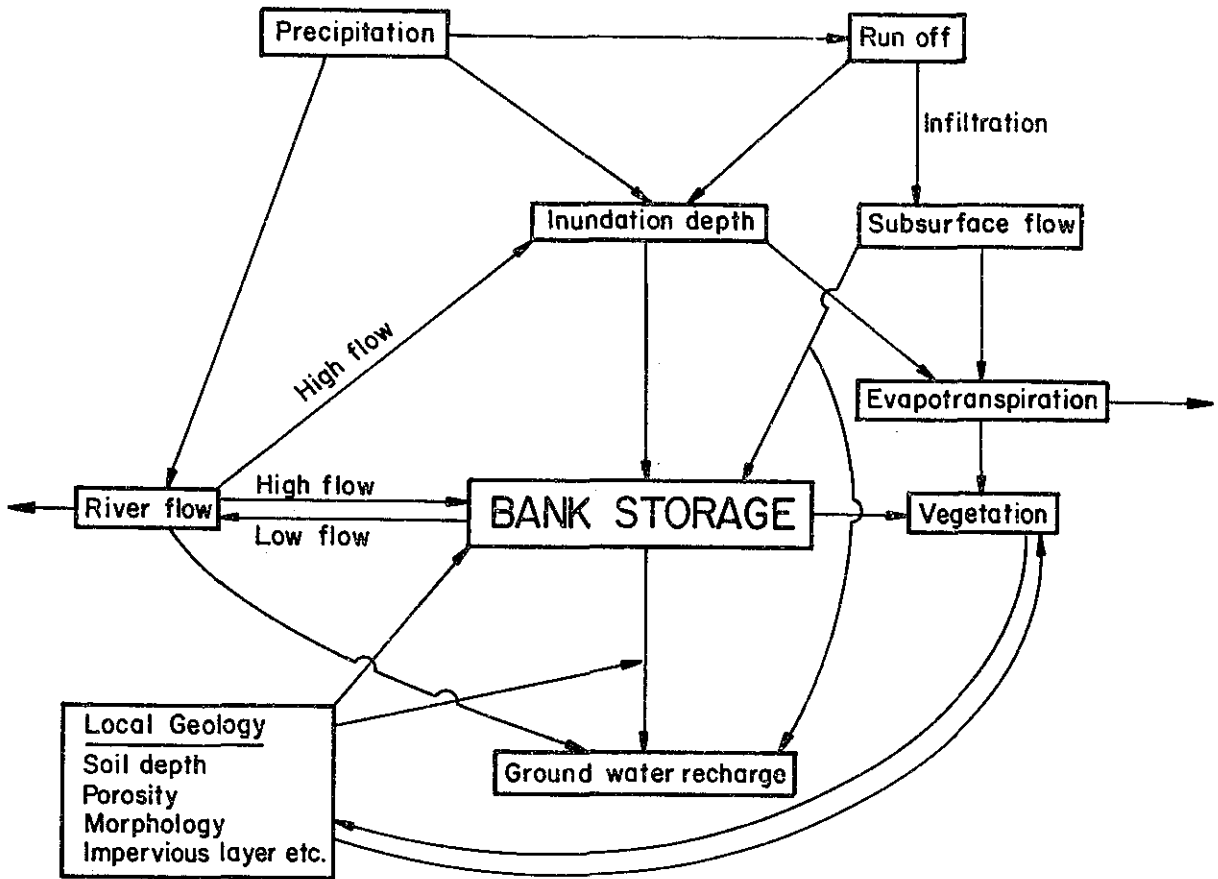 Precipitation
Run off
Infiltration
Inundation depth
Subsurface flow
High flow
Evapotranspiration
River flow
High flow
Low flow
BANK STORAGE
Vegetation
Local Geology
Soil depth
Porosity
Morphology
Impervious layer etc.
Ground water recharge